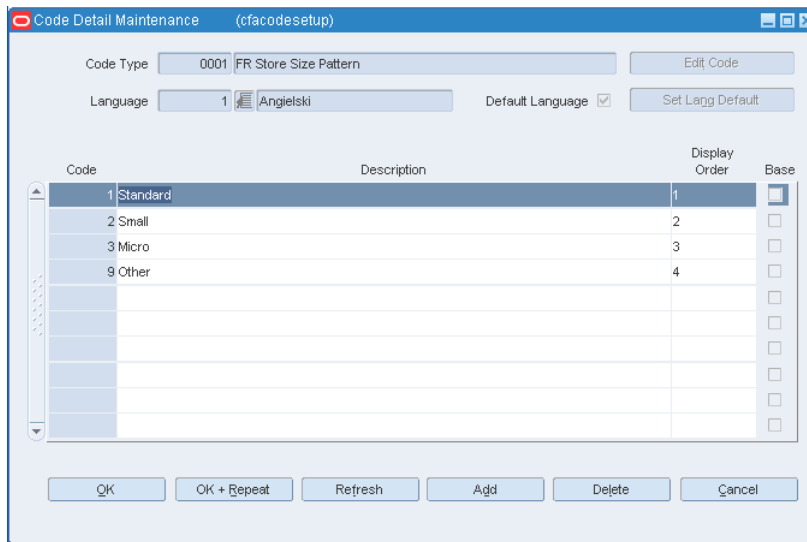 Code Detail Maintenance (cfacodesetup)
Code Type 0001 FR Store Size Pattern Edit Code
Language 1 Angielski Default Language Set Lang Default
Code Description Display Order Base
1 Standard 1
2 Small 2
3 Micro 3
9 Other 4
OK OK + Repeat Refresh Add Delete Cancel